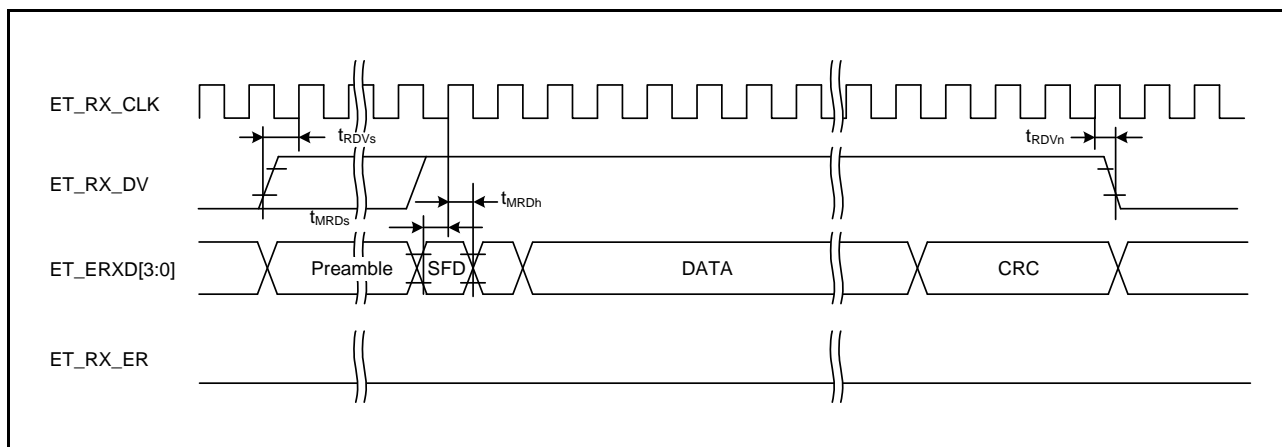 ET_RX_CLK
tRDVs
tRDVn
ET_RX_DV
tMRDh
tMRDs
ET_ERXD[3:0]
Preamble
SFD
DATA
CRC
ET_RX_ER